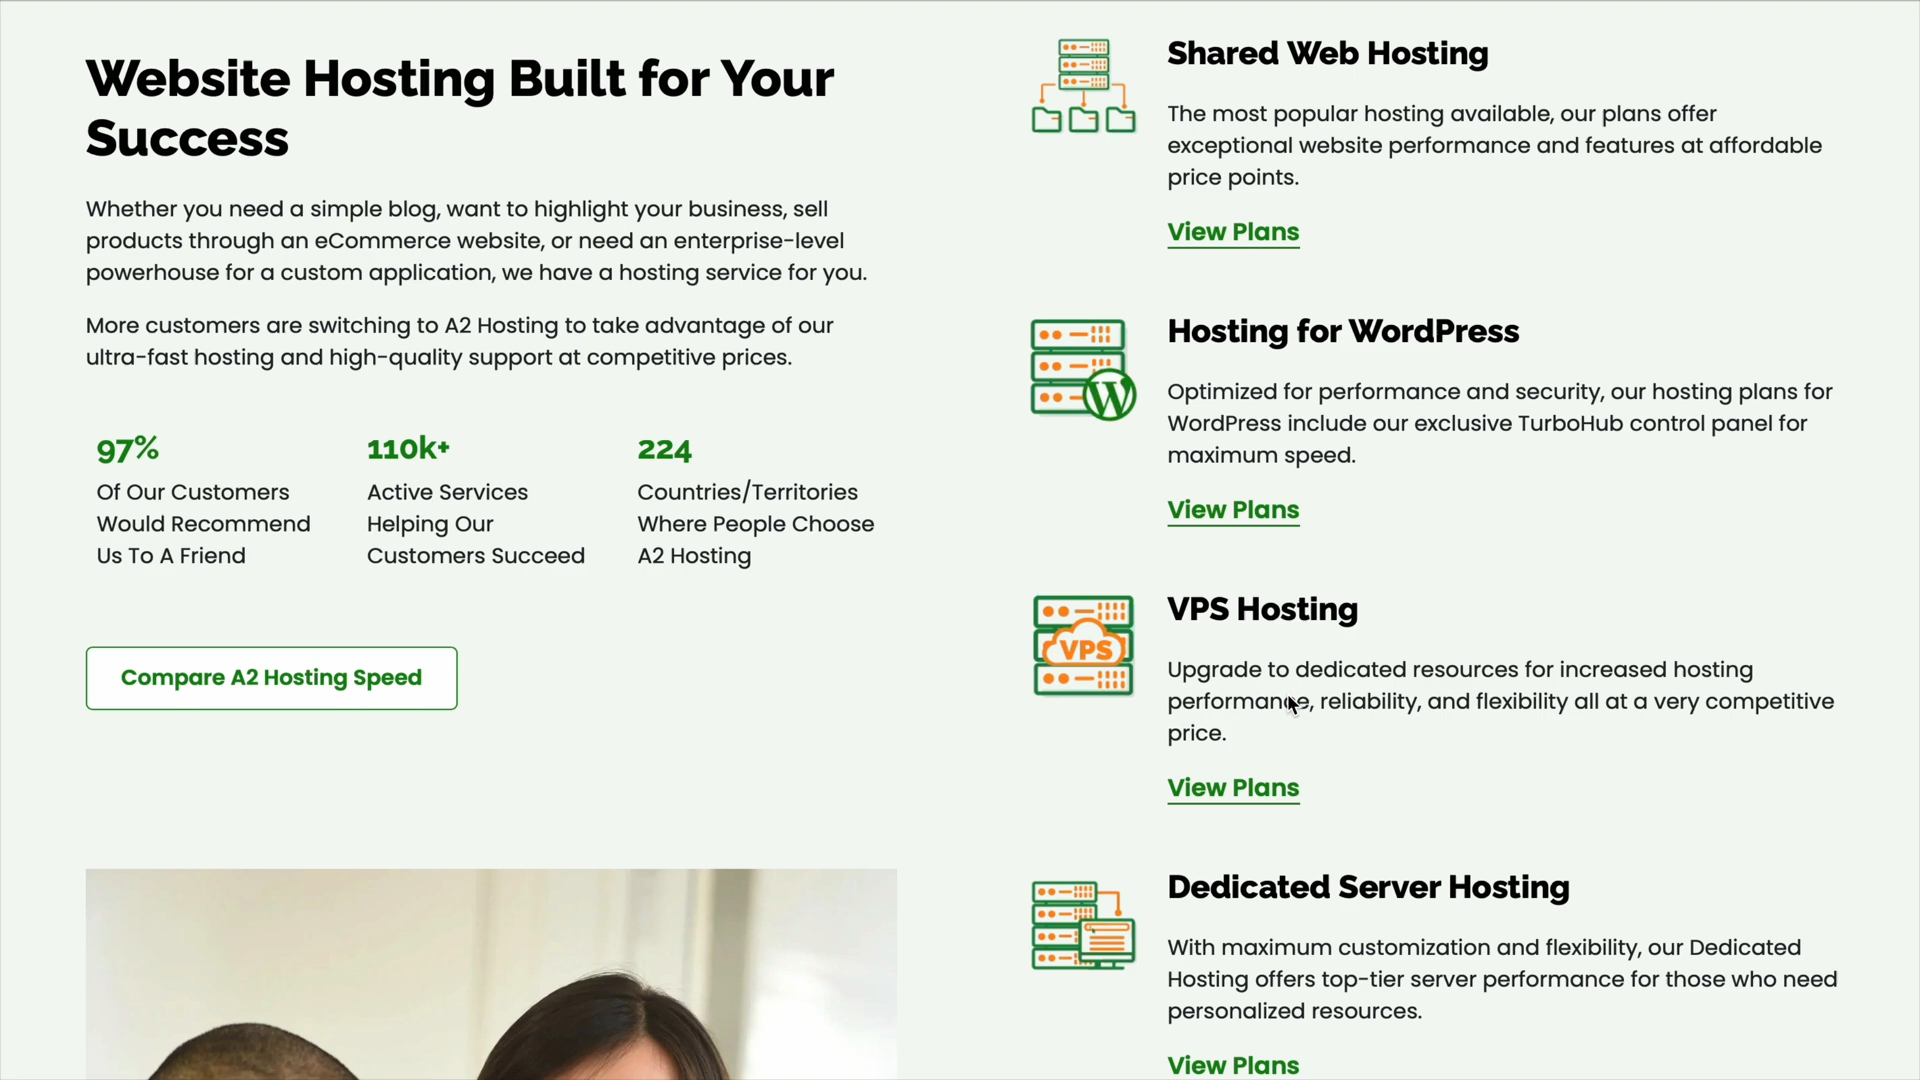 Website Hosting Built for Your
Success
Whether you need a simple blog, want to highlight your business, sell
products through an eCommerce website, or need an enterprise-level
powerhouse for a custom application, we have a hosting service for you.
More customers are switching to A2 Hosting to take advantage of our
ultra-fast hosting and high-quality support at competitive prices.
97%
Of Our Customers
Would Recommend
Us To A Friend
110k+
Active Services
Helping Our
Customers Succeed
224
Countries/Territories
Where People Choose
A2 Hosting
Compare A2 Hosting Speed
Shared Web Hosting
The most popular hosting available, our plans offer
exceptional website performance and features at affordable
price points.
View Plans
W
Hosting for WordPress
Optimized for performance and security, our hosting plans for
WordPress include our exclusive TurboHub control panel for
maximum speed.
View Plans
VPS
VPS Hosting
Upgrade to dedicated resources for increased hosting
performance, reliability, and flexibility all at a very competitive
price.
View Plans
Dedicated Server Hosting
With maximum customization and flexibility, our Dedicated
Hosting offers top-tier server performance for those who need
personalized resources.
View Plans